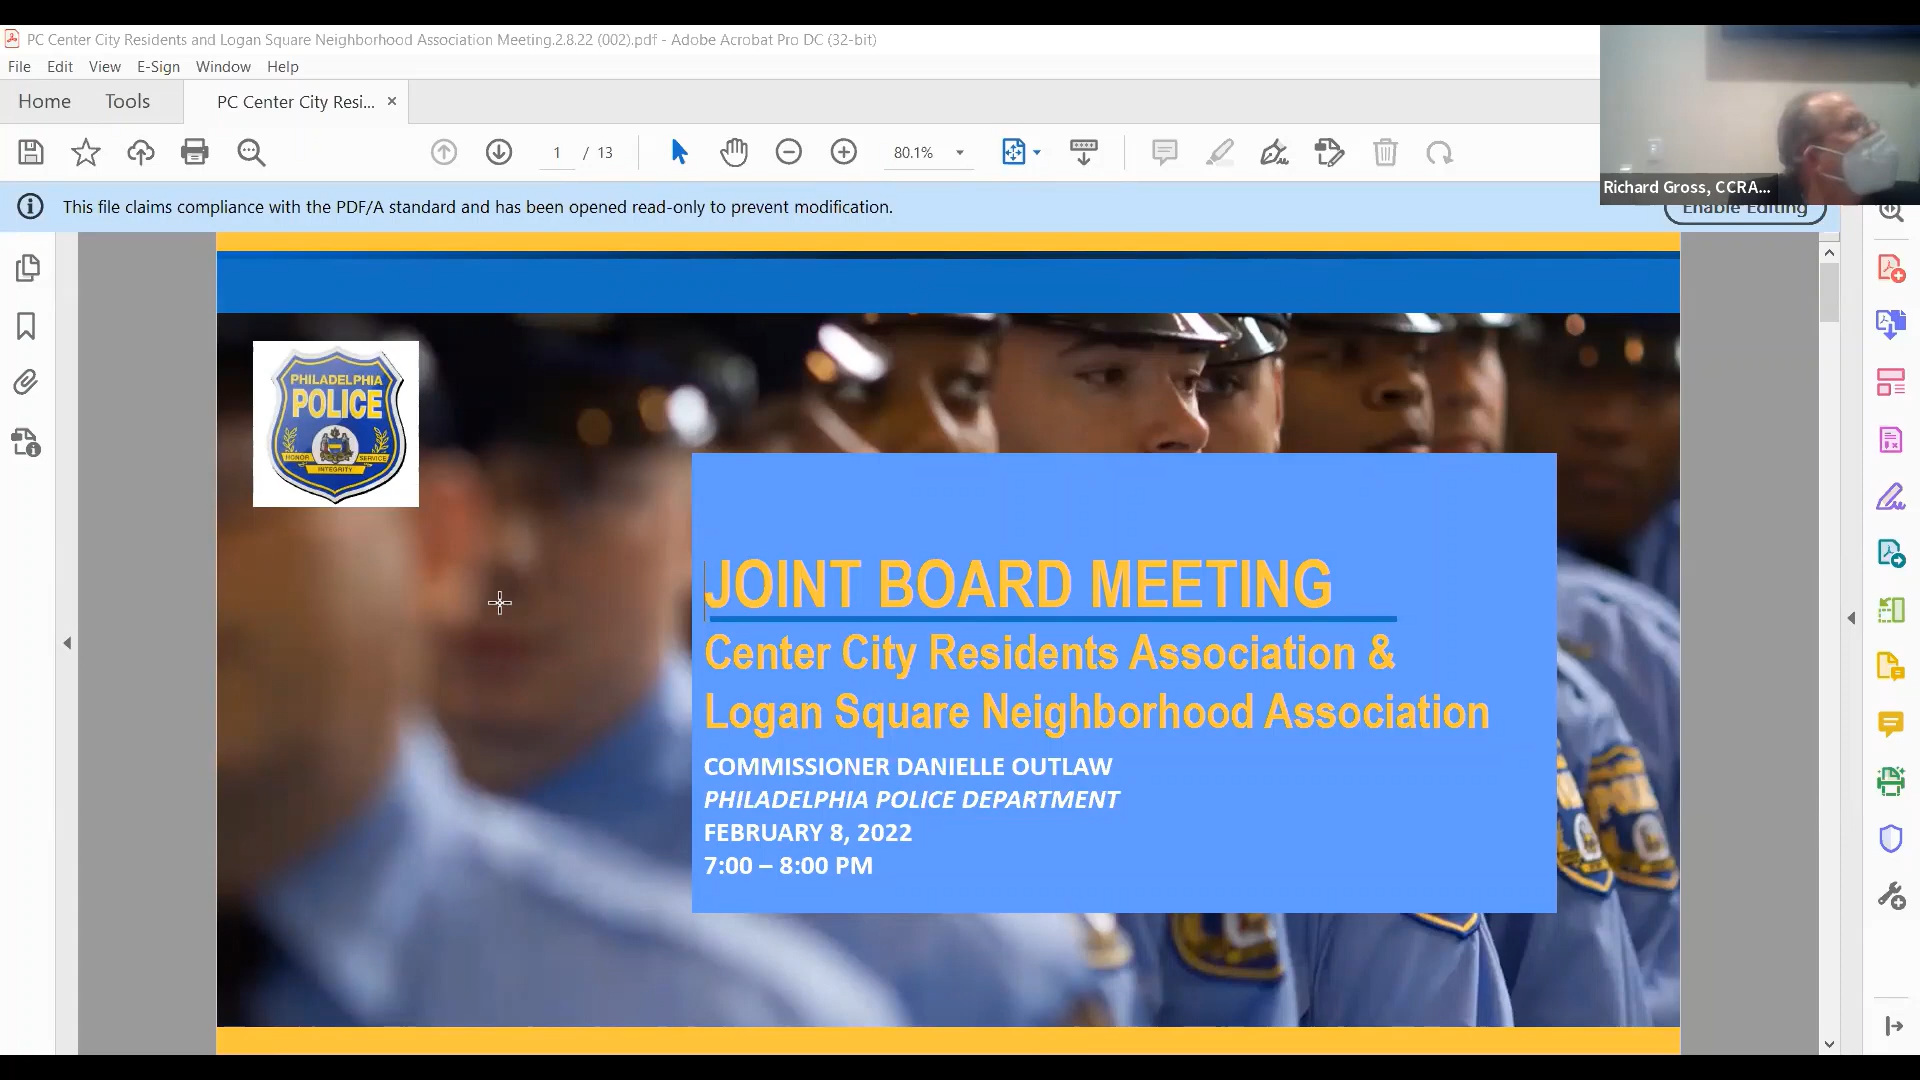 PC Center City Residents and Logan Square Neighborhood Association Meeting.2.8.22 (002).pdf - Adobe Acrobat Pro DC (32-bit)
File Edit View E-Sign Window Help
Home Tools PC Center City Resi... ×
1 / 13 80.1%
Richard Gross, CCRA...
This file claims compliance with the PDF/A standard and has been opened read-only to prevent modification.
Enable Editing
PHILADELPHIA
POLICE
HONOR SERVICE
INTEGRITY
JOINT BOARD MEETING
Center City Residents Association &
Logan Square Neighborhood Association
COMMISSIONER DANIELLE OUTLAW
PHILADELPHIA POLICE DEPARTMENT
FEBRUARY 8, 2022
7:00 – 8:00 PM